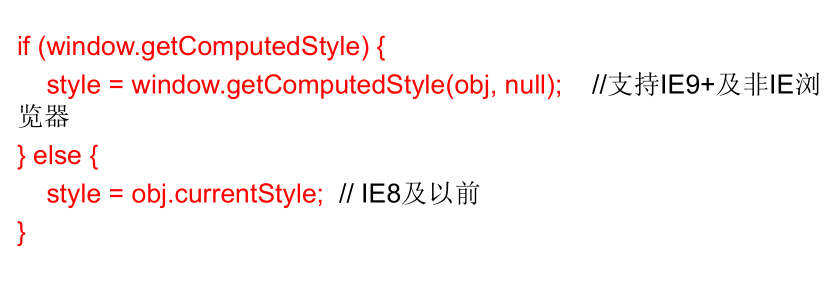 if (window.getComputedStyle) {
style = window.getComputedStyle(obj, null); //支持IE9+及非IE浏
览器
} else {
style = obj.currentStyle; // IE8及以前
}